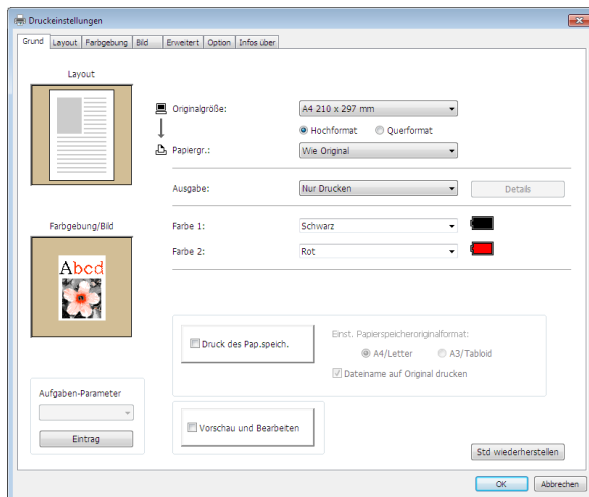 Druckeinstellungen
Grund Layout Farbgebung Bild Erweitert Option Infos über
Layout
Originalgröße: A4 210 x 297 mm
Hochformat Querformat
Papiergr.: Wie Original
Ausgabe: Nur Drucken Details
Farbgebung/Bild
Farbe 1: Schwarz
Farbe 2: Rot
Abcd
Druck des Pap.speich.
Einst. Papierspeicheroriginalformat:
A4/Letter A3/Tabloid
Dateiname auf Original drucken
Aufgaben-Parameter
Eintrag
Vorschau und Bearbeiten
Std wiederherstellen
OK Abbrechen